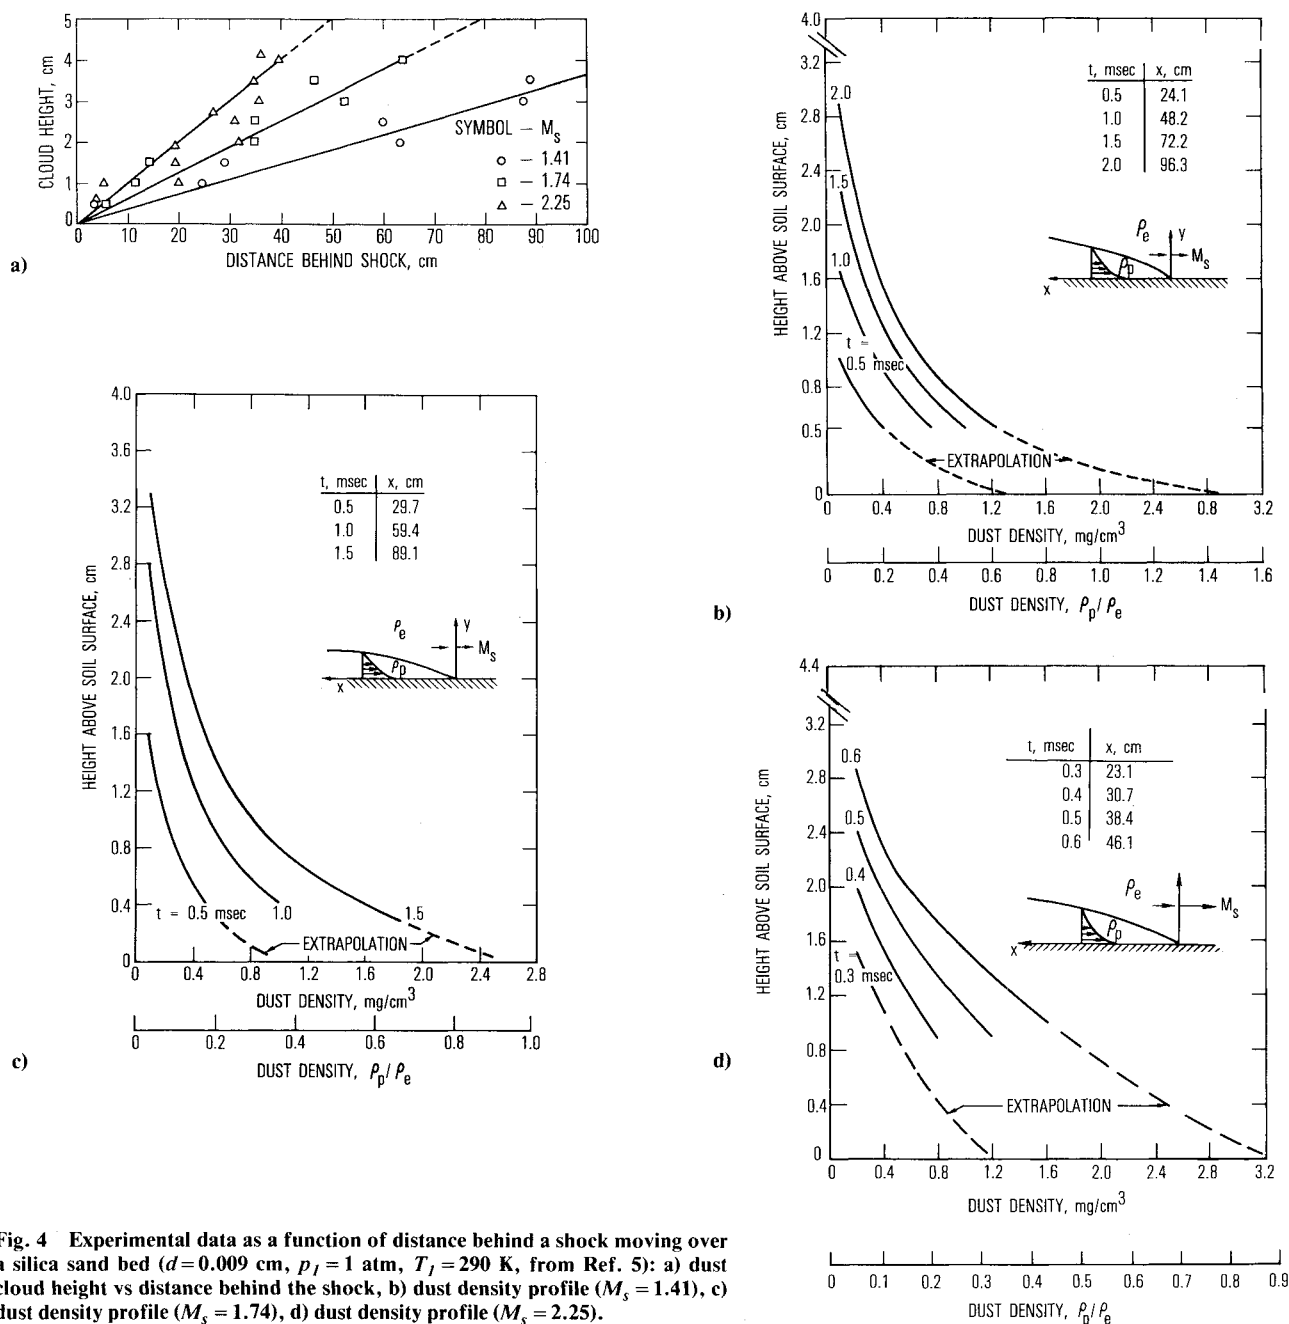 5
4
3
2
1
0
CLOUD HEIGHT, cm
SYMBOL – M_s
○ – 1.41
□ – 1.74
△ – 2.25
0 10 20 30 40 50 60 70 80 90 100
DISTANCE BEHIND SHOCK, cm
a)
4.0
3.2
2.8
2.4
2.0
1.6
1.2
0.8
0.5
0
HEIGHT ABOVE SOIL SURFACE, cm
t, msec x, cm
0.5 24.1
1.0 48.2
1.5 72.2
2.0 96.3
2.0
1.5
1.0
t =
0.5 msec
ρ_e
y
M_s
ρ_p
x
EXTRAPOLATION
0 0.4 0.8 1.2 1.6 2.0 2.4 2.8 3.2
DUST DENSITY, mg/cm³
0 0.2 0.4 0.6 0.8 1.0 1.2 1.4 1.6
DUST DENSITY, ρ_p/ρ_e
b)
4.0
3.6
3.2
2.8
2.4
2.0
1.6
1.2
0.8
0.4
0
HEIGHT ABOVE SOIL SURFACE, cm
t, msec x, cm
0.5 29.7
1.0 59.4
1.5 89.1
ρ_e
y
M_s
ρ_p
x
t = 0.5 msec
1.0
1.5
EXTRAPOLATION
0 0.4 0.8 1.2 1.6 2.0 2.4 2.8
DUST DENSITY, mg/cm³
0 0.2 0.4 0.6 0.8 1.0
DUST DENSITY, ρ_p/ρ_e
c)
4.4
3.2
2.8
2.4
2.0
1.6
1.2
0.8
0.4
0
HEIGHT ABOVE SOIL SURFACE, cm
t, msec x, cm
0.3 23.1
0.4 30.7
0.5 38.4
0.6 46.1
0.6
0.5
0.4
t =
0.3 msec
ρ_e
M_s
ρ_p
x
EXTRAPOLATION
0 0.4 0.8 1.2 1.6 2.0 2.4 2.8 3.2
DUST DENSITY, mg/cm³
0 0.1 0.2 0.3 0.4 0.5 0.6 0.7 0.8 0.9
DUST DENSITY, ρ_p/ρ_e
d)
Fig. 4 Experimental data as a function of distance behind a shock moving over
a silica sand bed (d = 0.009 cm, p_1 = 1 atm, T_1 = 290 K, from Ref. 5): a) dust
cloud height vs distance behind the shock, b) dust density profile (M_s = 1.41), c)
dust density profile (M_s = 1.74), d) dust density profile (M_s = 2.25).